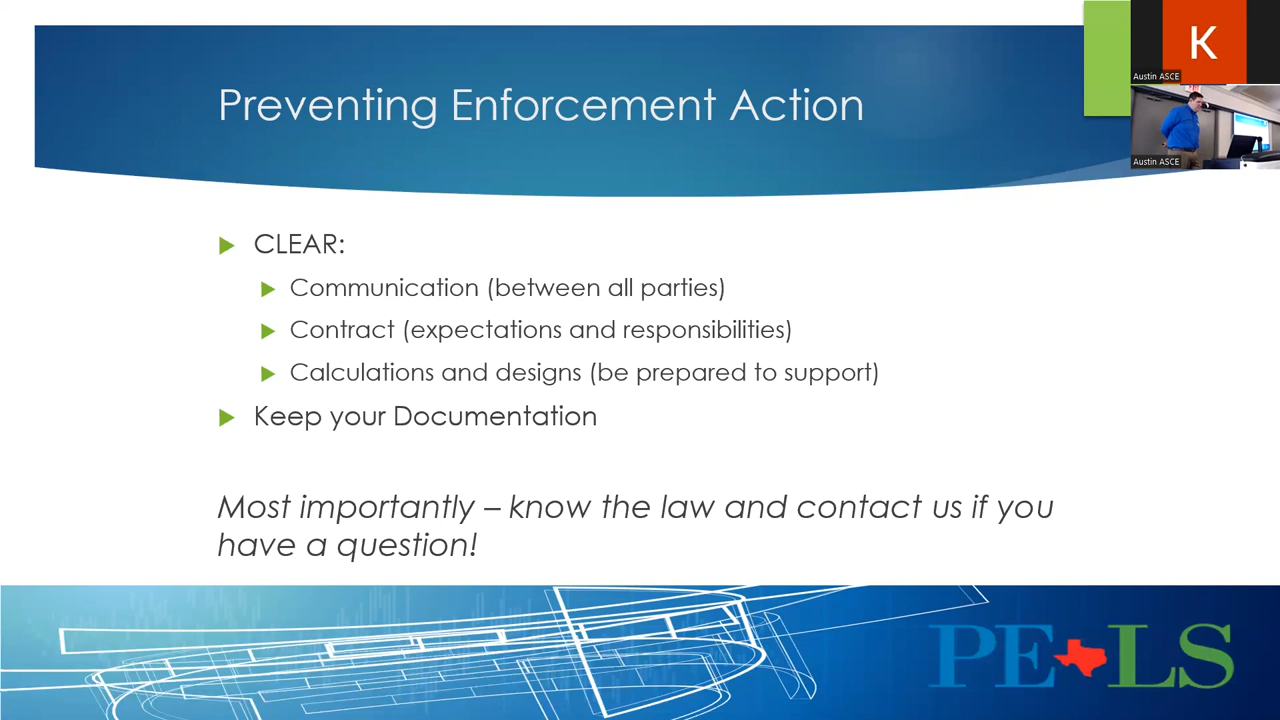 Preventing Enforcement Action
K
Austin ASCE
Austin ASCE
CLEAR:
Communication (between all parties)
Contract (expectations and responsibilities)
Calculations and designs (be prepared to support)
Keep your Documentation
Most importantly – know the law and contact us if you
have a question!
PE LS